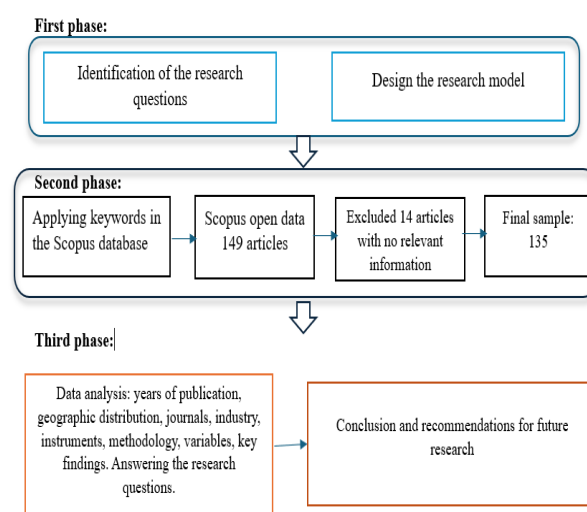 First phase:
Identification of the research
questions
Design the research model
Second phase:
Applying keywords in
the Scopus database
Scopus open data
149 articles
Excluded 14 articles
with no relevant
information
Final sample:
135
Third phase:
Data analysis: years of publication,
geographic distribution, journals, industry,
instruments, methodology, variables, key
findings. Answering the research
questions.
Conclusion and recommendations for future
research